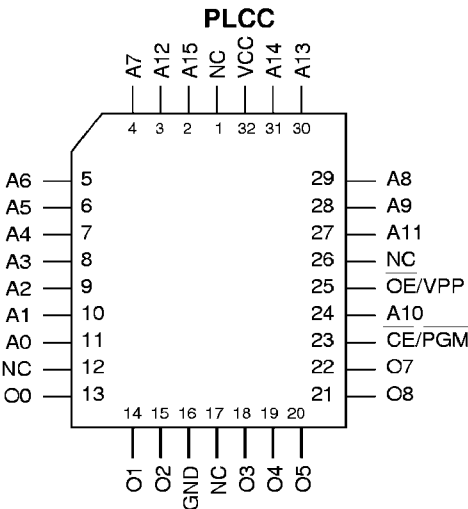 PLCC
A7 A12 A15 NC VCC A14 A13
4 3 2 1 32 31 30
A6 5 29 A8
A5 6 28 A9
A4 7 27 A11
A3 8 26 NC
A2 9 25 OE/VPP
A1 10 24 A10
A0 11 23 CE/PGM
NC 12 22 O7
O0 13 21 O8
14 15 16 17 18 19 20
O1 O2 GND NC O3 O4 O5